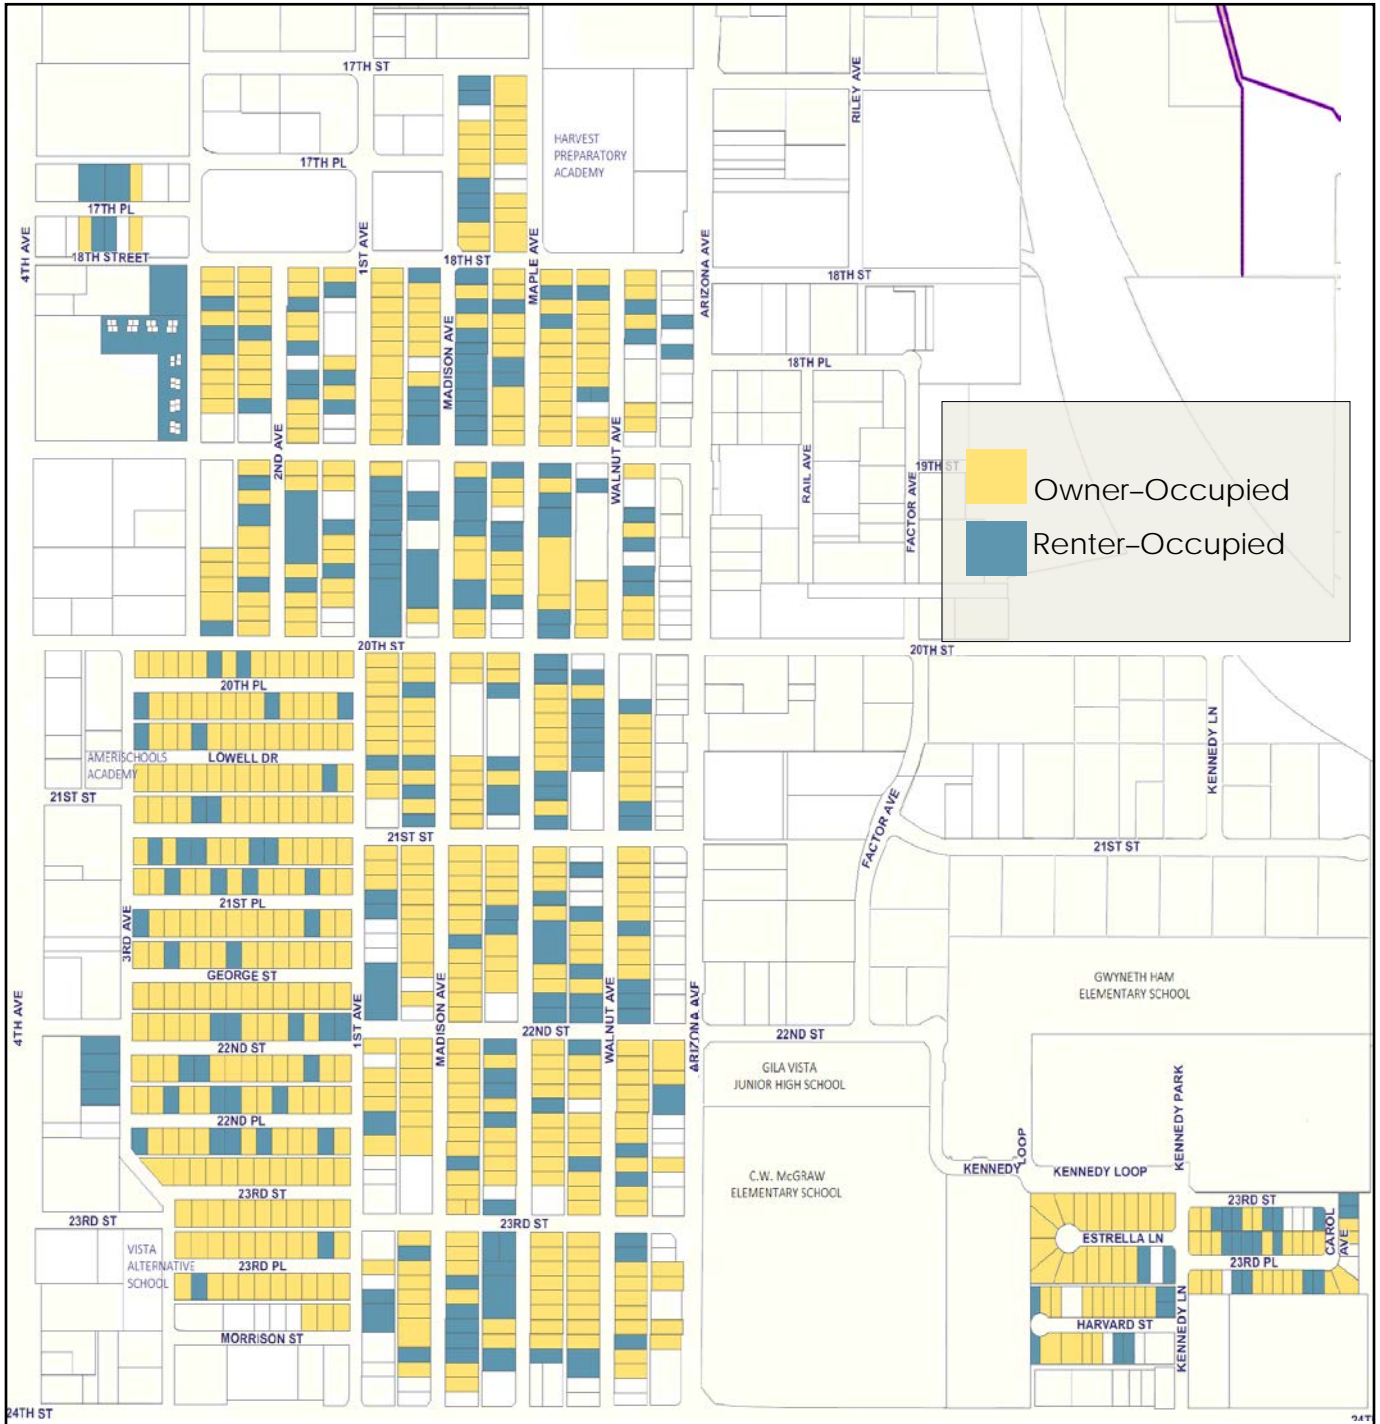 17TH ST
RILEY AVE
HARVEST
PREPARATORY
ACADEMY
17TH PL
17TH PL
4TH AVE
1ST AVE
MAPLE AVE
ARIZONA AVE
18TH STREET
18TH ST
18TH ST
MADISON AVE
18TH PL
2ND AVE
WALNUT AVE
RAIL AVE
FACTOR AVE
19TH ST
Owner-Occupied
Renter-Occupied
20TH ST
20TH ST
20TH PL
KENNEDY LN
AMERISCHOOLS
ACADEMY
LOWELL DR
21ST ST
FACTOR AVE
21ST ST
21ST ST
21ST PL
3RD AVE
GEORGE ST
GWYNETH HAM
ELEMENTARY SCHOOL
4TH AVE
1ST AVE
MADISON AVE
WALNUT AVE
ARIZONA AVE
22ND ST
22ND ST
22ND ST
GILA VISTA
JUNIOR HIGH SCHOOL
KENNEDY PARK
22ND PL
KENNEDY
LOOP
KENNEDY LOOP
C.W. McGRAW
ELEMENTARY SCHOOL
23RD ST
23RD ST
23RD ST
23RD ST
CAROL
AVE
ESTRELLA LN
VISTA
ALTERNATIVE
SCHOOL
23RD PL
23RD PL
KENNEDY LN
HARVARD ST
MORRISON ST
24TH ST
24T